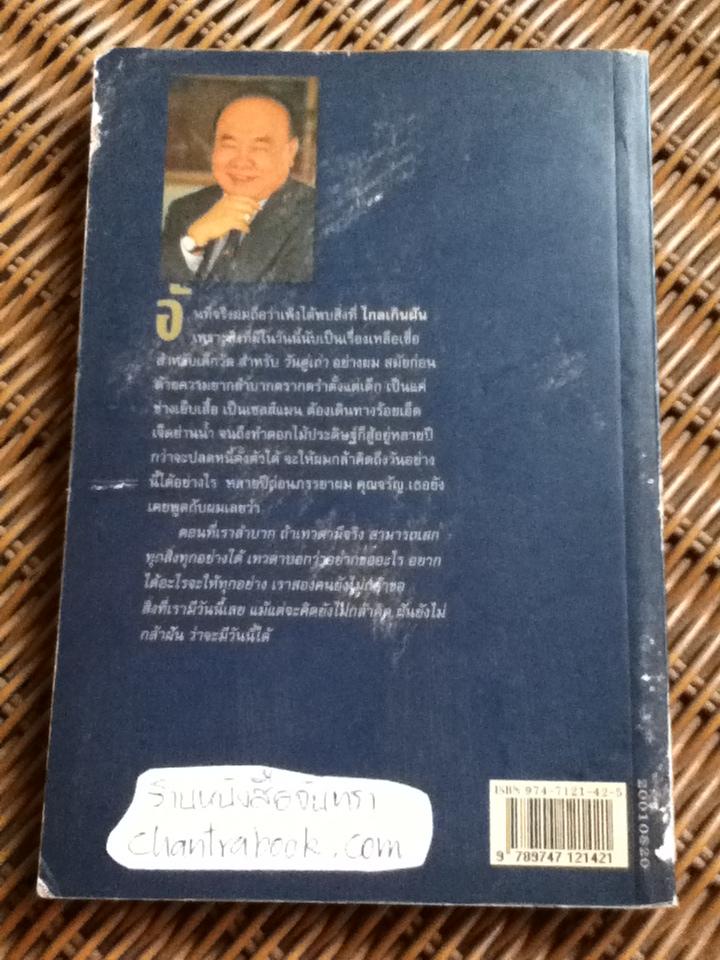 อันที่จริงผมถือว่าเพิ่งได้พบสิ่งที่ ไกลเกินฝัน
เพราะสิ่งที่มีในวันนี้นับเป็นเรื่องเหลือเชื่อ
สำหรับเด็กวัด สำหรับ วันคู่เก่า อย่างผม สมัยก่อน
ด้วยความยากลำบากตรากตรำตั้งแต่เด็ก เป็นแค่
ช่างเย็บเสื้อ เป็นเซลส์แมน ต้องเดินทางร้อยเอ็ด
เจ็ดย่านน้ำ จนถึงทำดอกไม้ประดิษฐ์ก็สู้อยู่หลายปี
กว่าจะปลดหนี้ตั้งตัวได้ จะให้ผมกล้าคิดถึงวันอย่าง
นี้ได้อย่างไร หลายปีก่อนภรรยาผม คุณจรัญ เธอยัง
เคยพูดกับผมเลยว่า
ตอนที่เราลำบาก ถ้าเทวดามีจริง สามารถเสก
ทุกสิ่งทุกอย่างได้ เทวดาบอกว่าอยากขออะไร อยาก
ได้อะไรจะให้ทุกอย่าง เราสองคนยังไม่กล้าขอ
สิ่งที่เรามีวันนี้เลย แม้แต่จะคิดยังไม่กล้าคิด ฝันยังไม่
กล้าฝัน ว่าจะมีวันนี้ได้
ร้านหนังสือจันทรา
chantrabook.com
ISBN 974-7121-42-5
9 789747 121421
20010820